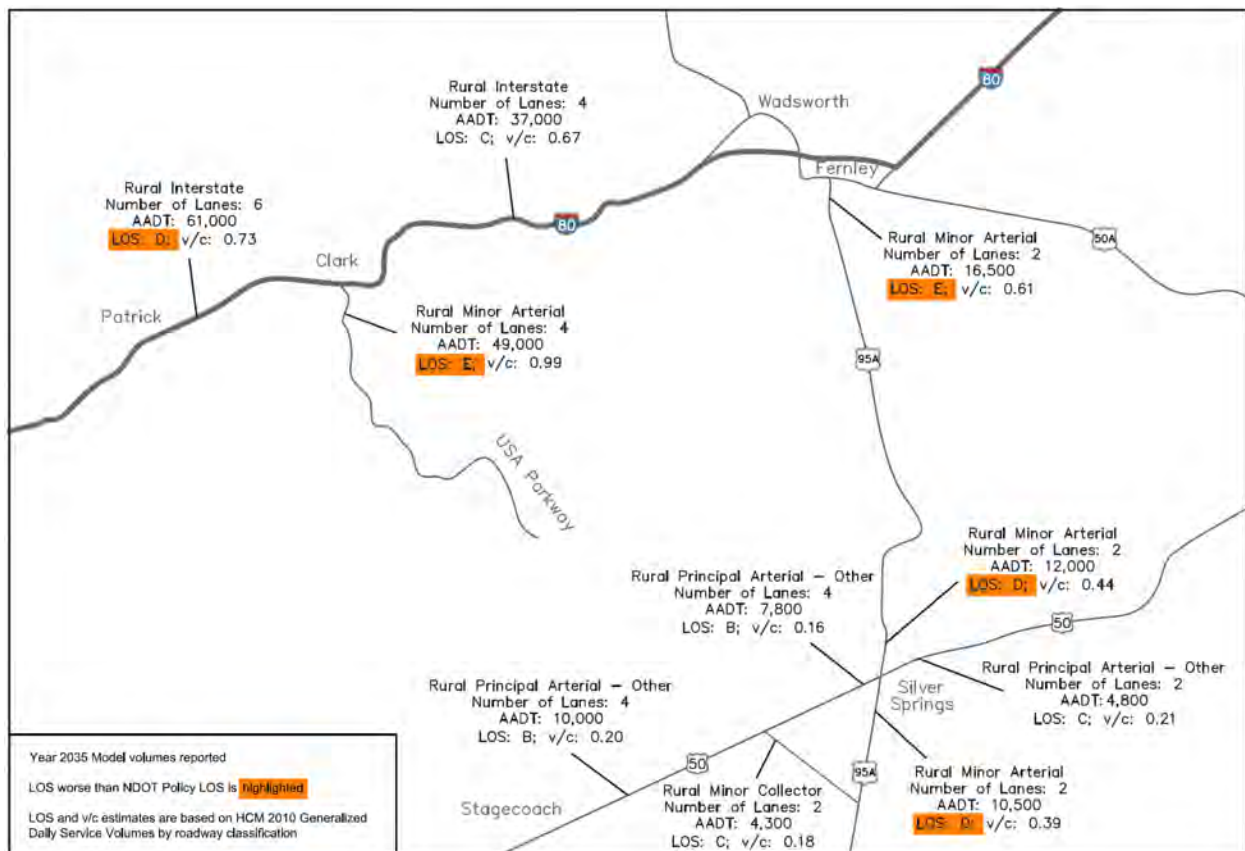 80
Wadsworth
Rural Interstate
Number of Lanes: 4
AADT: 37,000
LOS: C; v/c: 0.67
Fernley
Rural Interstate
Number of Lanes: 6
AADT: 61,000
LOS: D; v/c: 0.73
80
50A
Rural Minor Arterial
Number of Lanes: 2
AADT: 16,500
LOS: E; v/c: 0.61
Clark
Patrick
Rural Minor Arterial
Number of Lanes: 4
AADT: 49,000
LOS: E; v/c: 0.99
95A
USA Parkway
Rural Minor Arterial
Number of Lanes: 2
AADT: 12,000
LOS: D; v/c: 0.44
Rural Principal Arterial – Other
Number of Lanes: 4
AADT: 7,800
LOS: B; v/c: 0.16
50
Silver
Springs
Rural Principal Arterial – Other
Number of Lanes: 2
AADT: 4,800
LOS: C; v/c: 0.21
Rural Principal Arterial – Other
Number of Lanes: 4
AADT: 10,000
LOS: B; v/c: 0.20
50
95A
Stagecoach
Rural Minor Collector
Number of Lanes: 2
AADT: 4,300
LOS: C; v/c: 0.18
Rural Minor Arterial
Number of Lanes: 2
AADT: 10,500
LOS: D; v/c: 0.39
Year 2035 Model volumes reported
LOS worse than NDOT Policy LOS is highlighted
LOS and v/c estimates are based on HCM 2010 Generalized
Daily Service Volumes by roadway classification